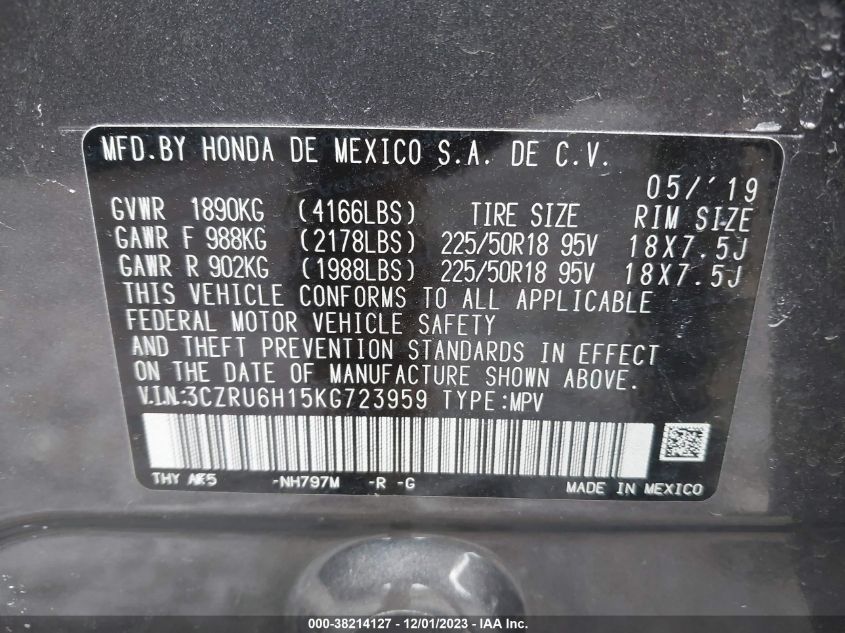 MFD.BY HONDA DE MEXICO S.A. DE C.V.
05/'19
GVWR 1890KG (4166LBS) TIRE SIZE RIM SIZE
GAWR F 988KG (2178LBS) 225/50R18 95V 18X7.5J
GAWR R 902KG (1988LBS) 225/50R18 95V 18X7.5J
THIS VEHICLE CONFORMS TO ALL APPLICABLE
FEDERAL MOTOR VEHICLE SAFETY
AND THEFT PREVENTION STANDARDS IN EFFECT
ON THE DATE OF MANUFACTURE SHOWN ABOVE.
V.I.N.:3CZRU6H15KG723959 TYPE:MPV
THY -NH797M -R -G MADE IN MEXICO
000-38214127 - 12/01/2023 - IAAI.com.